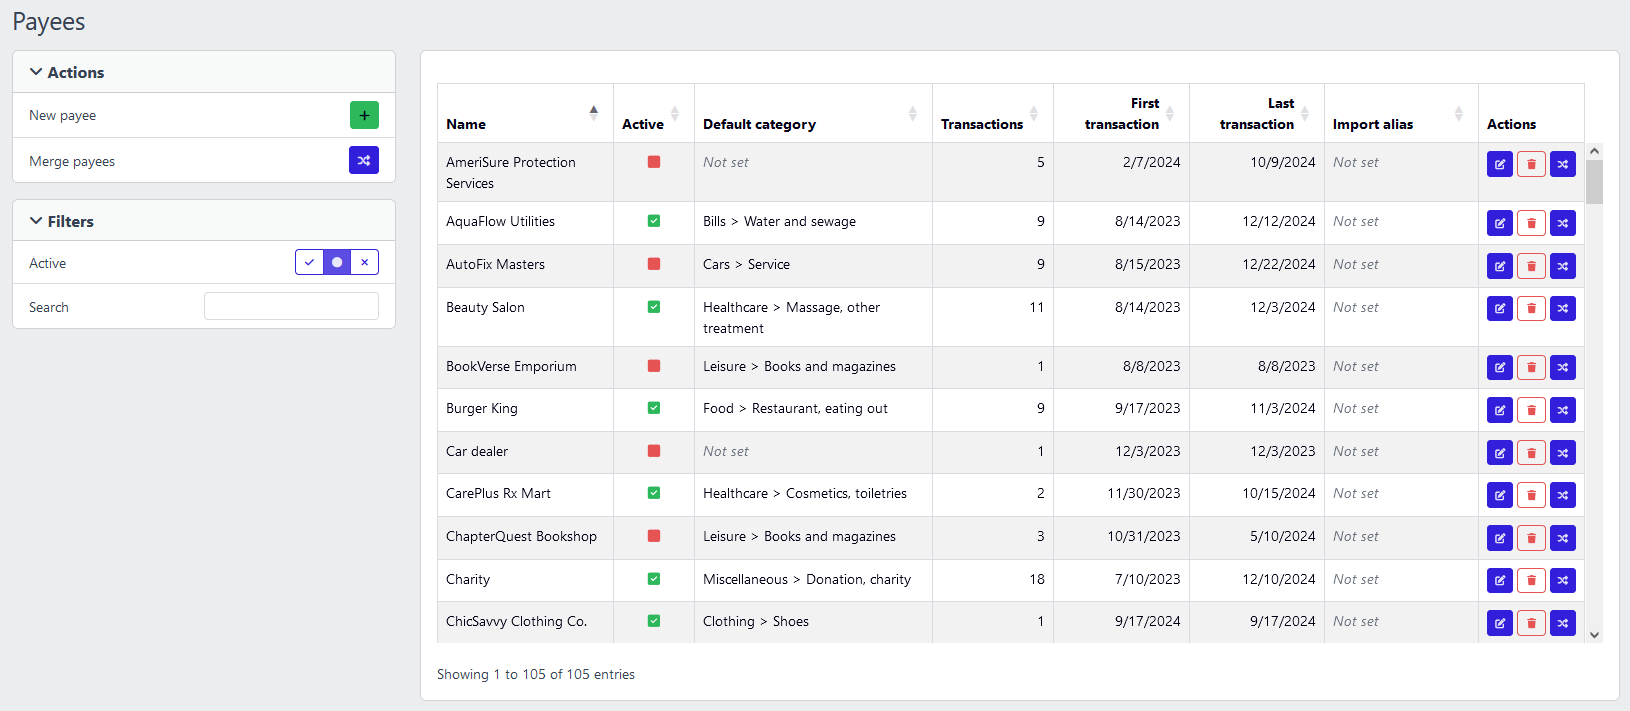 Payees
Actions
New payee
Merge payees
Filters
Active
Search
Name Active Default category Transactions First transaction Last transaction Import alias Actions
AmeriSure Protection Services Not set 5 2/7/2024 10/9/2024 Not set
AquaFlow Utilities Bills > Water and sewage 9 8/14/2023 12/12/2024 Not set
AutoFix Masters Cars > Service 9 8/15/2023 12/22/2024 Not set
Beauty Salon Healthcare > Massage, other treatment 11 8/14/2023 12/3/2024 Not set
BookVerse Emporium Leisure > Books and magazines 1 8/8/2023 8/8/2023 Not set
Burger King Food > Restaurant, eating out 9 9/17/2023 11/3/2024 Not set
Car dealer Not set 1 12/3/2023 12/3/2023 Not set
CarePlus Rx Mart Healthcare > Cosmetics, toiletries 2 11/30/2023 10/15/2024 Not set
ChapterQuest Bookshop Leisure > Books and magazines 3 10/31/2023 5/10/2024 Not set
Charity Miscellaneous > Donation, charity 18 7/10/2023 12/10/2024 Not set
ChicSavvy Clothing Co. Clothing > Shoes 1 9/17/2024 9/17/2024 Not set
Showing 1 to 105 of 105 entries